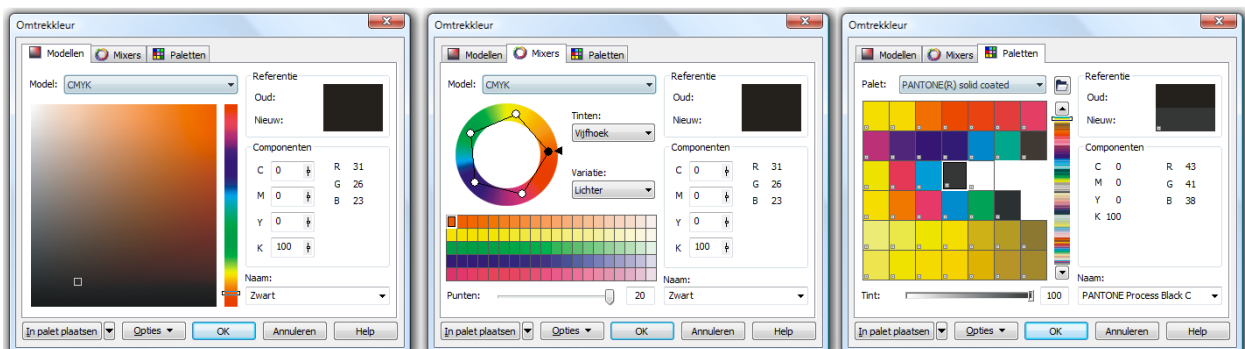 Omtrekkleur
Modellen Mixers Paletten
Model: CMYK
Referentie
Oud:
Nieuw:
Componenten
C 0 R 31
M 0 G 26
Y 0 B 23
K 100
Naam:
Zwart
In palet plaatsen Opties OK Annuleren Help
Omtrekkleur
Modellen Mixers Paletten
Model: CMYK
Tinten:
Vijfhoek
Variatie:
Lichter
Referentie
Oud:
Nieuw:
Componenten
C 0 R 31
M 0 G 26
Y 0 B 23
K 100
Naam:
Punten: 20 Zwart
In palet plaatsen Opties OK Annuleren Help
Omtrekkleur
Modellen Mixers Paletten
Palet: PANTONE(R) solid coated
Referentie
Oud:
Nieuw:
Componenten
C 0 R 43
M 0 G 41
Y 0 B 38
K 100
Naam:
Tint: 100 PANTONE Process Black C
In palet plaatsen Opties OK Annuleren Help